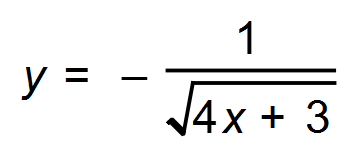 y = − 1/√(4x + 3)